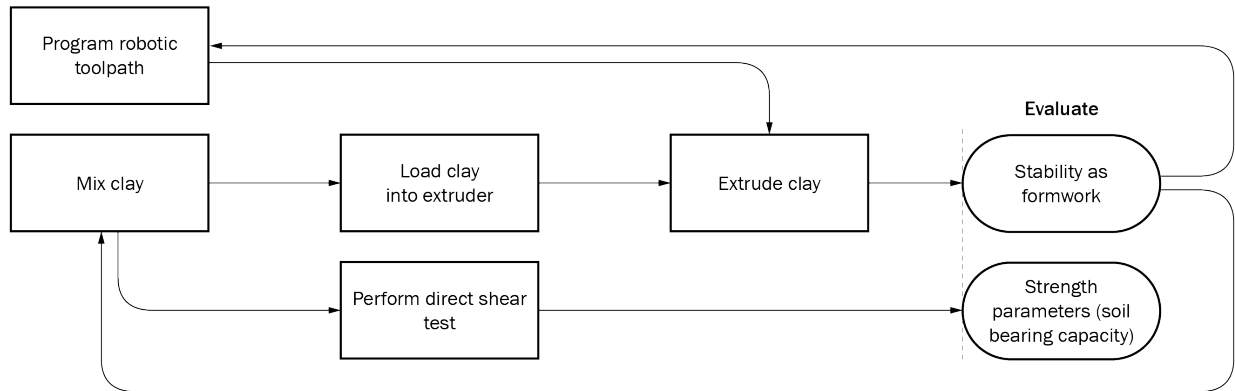 Program robotic
toolpath
Evaluate
Mix clay
Load clay
into extruder
Extrude clay
Stability as
formwork
Perform direct shear
test
Strength
parameters (soil
bearing capacity)